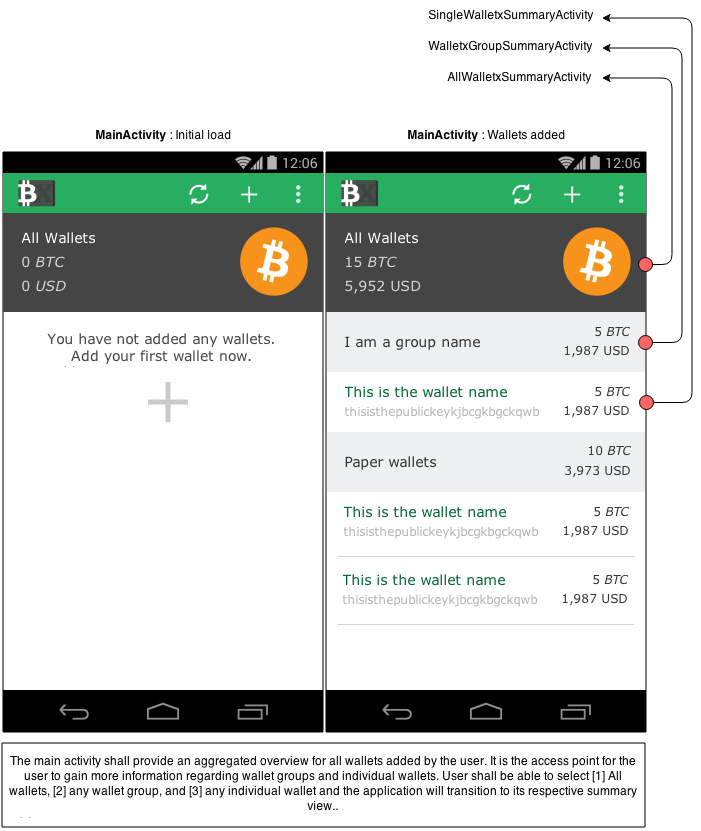 SingleWalletxSummaryActivity
WalletxGroupSummaryActivity
AllWalletxSummaryActivity
MainActivity : Initial load
12:06
All Wallets
0 BTC
0 USD
You have not added any wallets.
Add your first wallet now.
MainActivity : Wallets added
12:06
All Wallets
15 BTC
5,952 USD
I am a group name
5 BTC
1,987 USD
This is the wallet name
5 BTC
thisisthepublickeykjbcgkbgckqwb
1,987 USD
Paper wallets
10 BTC
3,973 USD
This is the wallet name
5 BTC
thisisthepublickeykjbcgkbgckqwb
1,987 USD
This is the wallet name
5 BTC
thisisthepublickeykjbcgkbgckqwb
1,987 USD
The main activity shall provide an aggregated overview for all wallets added by the user. It is the access point for the
user to gain more information regarding wallet groups and individual wallets. User shall be able to select [1] All
wallets, [2] any wallet group, and [3] any individual wallet and the application will transition to its respective summary
view..